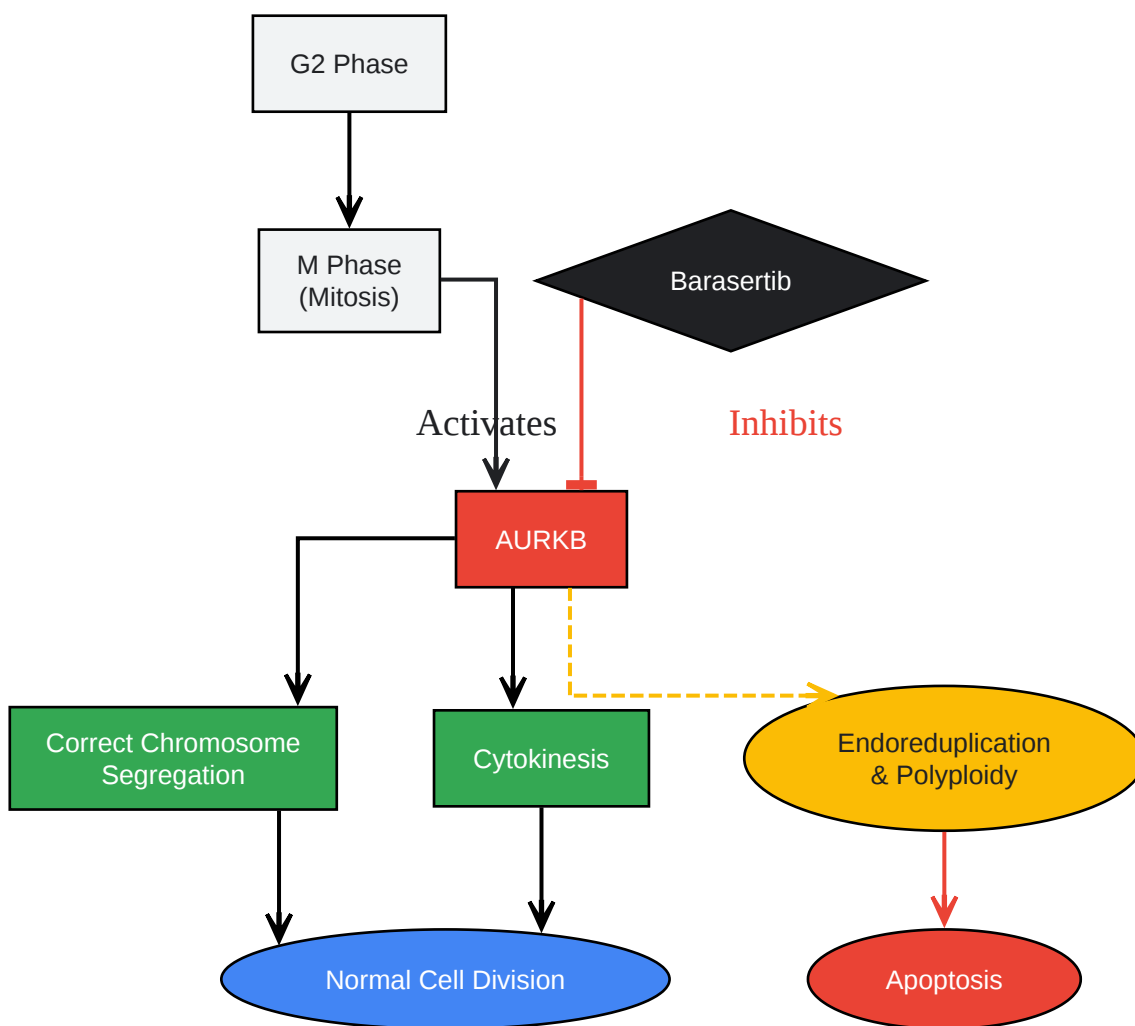 G2 Phase
M Phase
(Mitosis)
Barasertib
Activates
Inhibits
AURKB
Correct Chromosome
Segregation
Cytokinesis
Endoreduplication
& Polyploidy
Normal Cell Division
Apoptosis